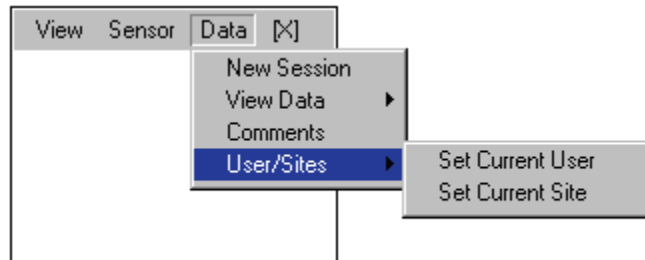 View Sensor Data [X]
New Session
View Data
Comments
User/Sites
Set Current User
Set Current Site